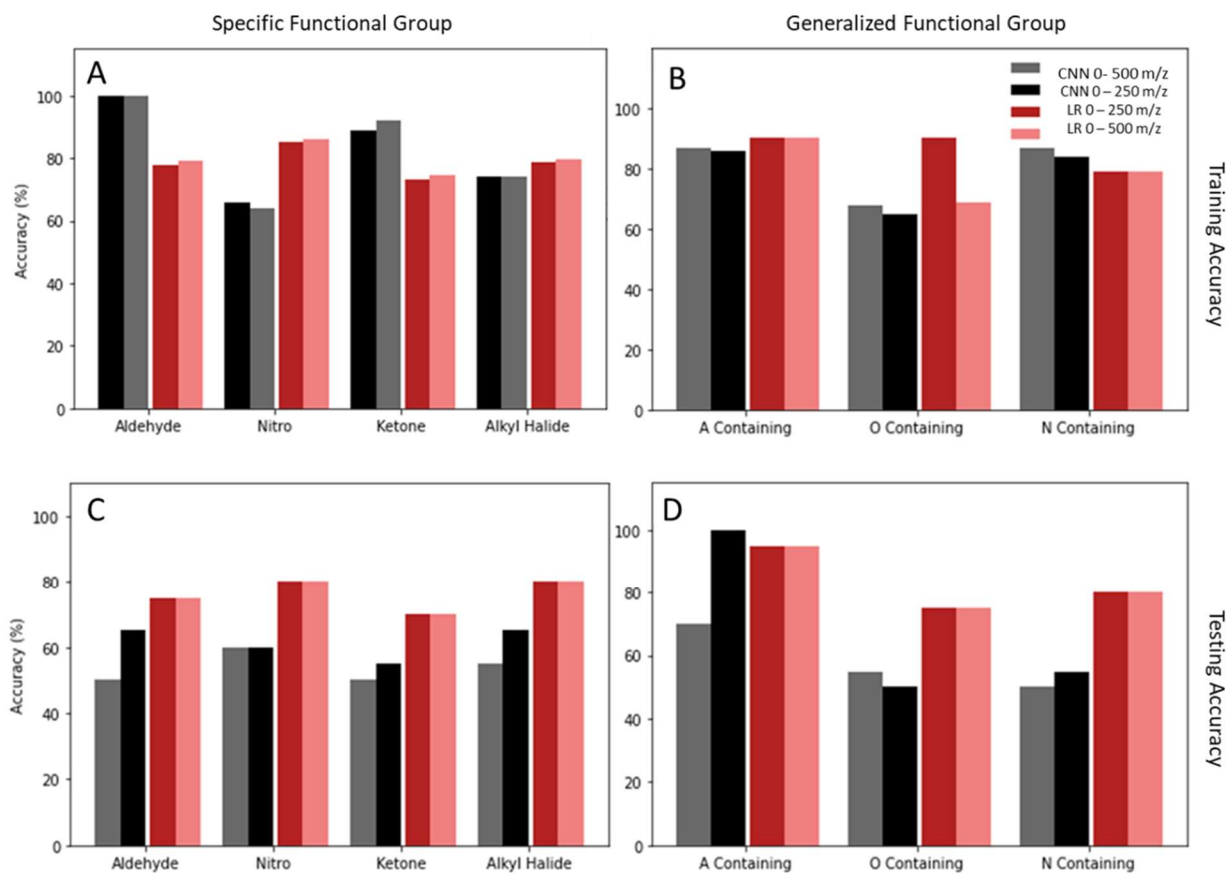 Specific Functional Group
Generalized Functional Group
A
Accuracy (%)
100
80
60
40
20
0
Aldehyde
Nitro
Ketone
Alkyl Halide
B
CNN 0- 500 m/z
CNN 0 – 250 m/z
LR 0 – 250 m/z
LR 0 – 500 m/z
100
80
60
40
20
0
A Containing
O Containing
N Containing
Training Accuracy
C
Accuracy (%)
100
80
60
40
20
0
Aldehyde
Nitro
Ketone
Alkyl Halide
D
100
80
60
40
20
0
A Containing
O Containing
N Containing
Testing Accuracy